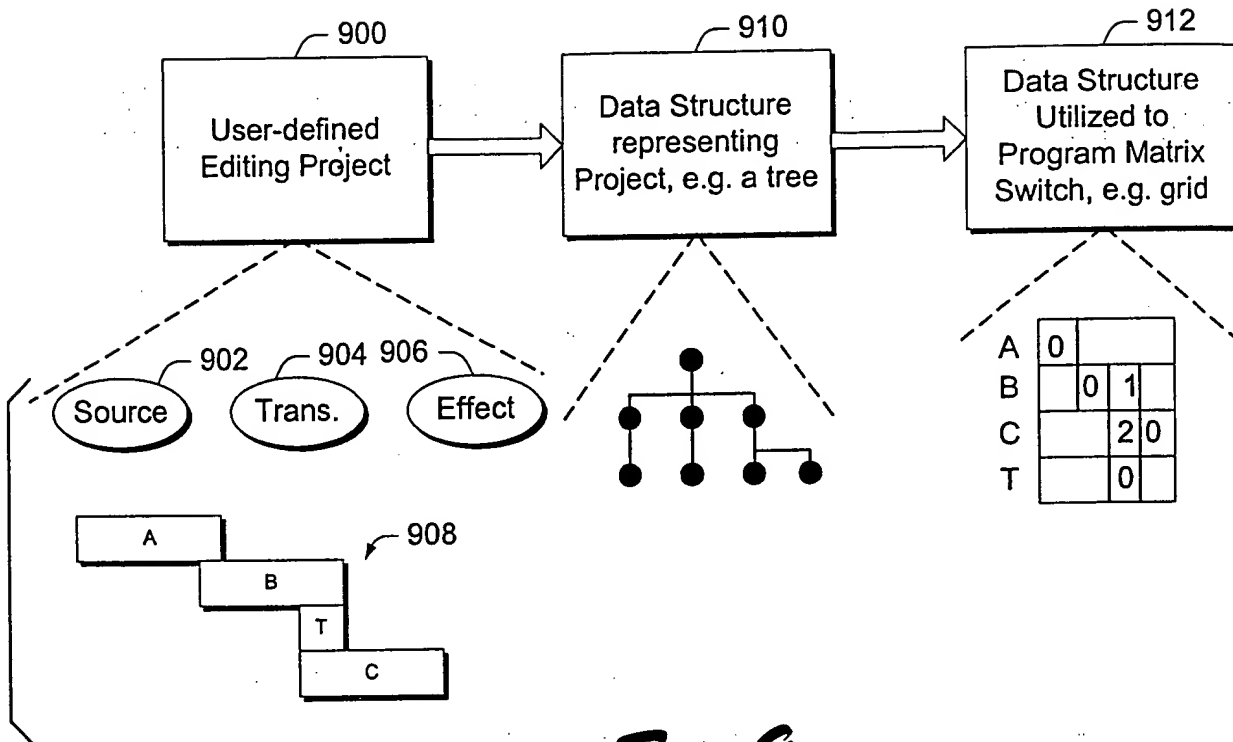 900
910
912
User-defined
Editing Project
Data Structure
representing
Project, e.g. a tree
Data Structure
Utilized to
Program Matrix
Switch, e.g. grid
902
904
906
Source
Trans.
Effect
A
B
T
C
908
A 0
B 0 1
C 2 0
T 0